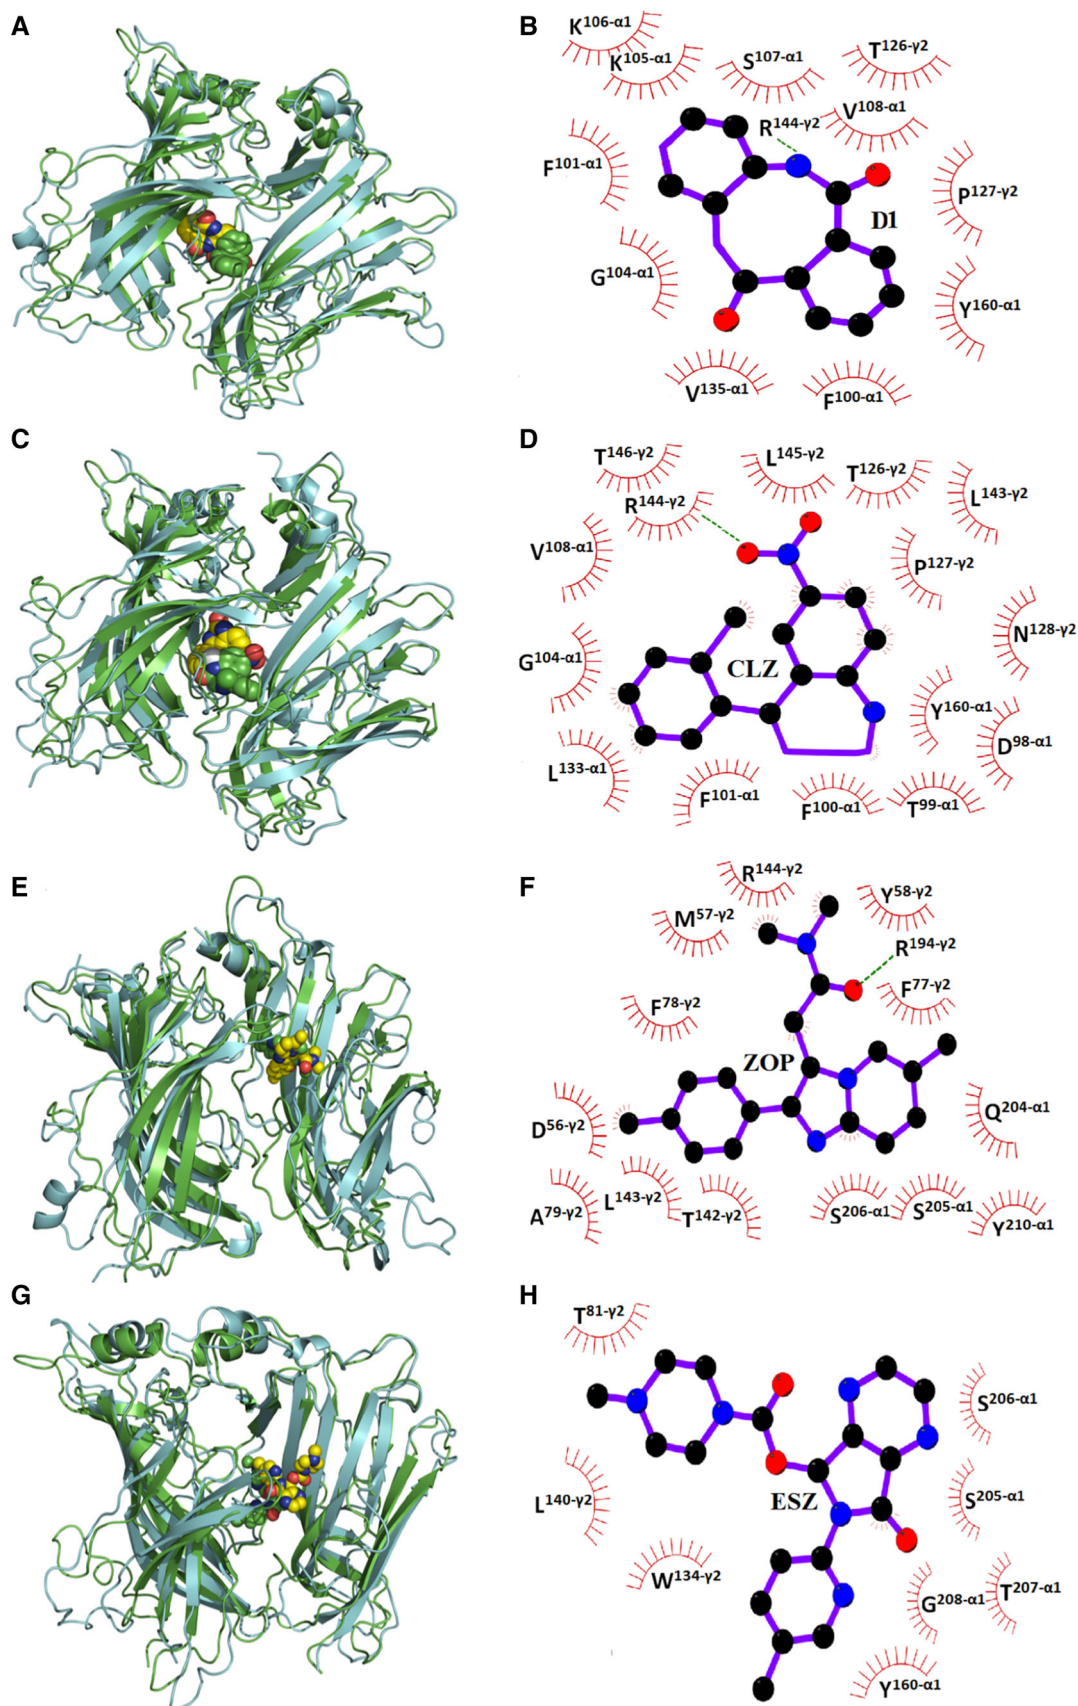 A
B
K106-α1
K105-α1
S107-α1
T126-γ2
R144-γ2
V108-α1
F101-α1
P127-γ2
D1
G104-α1
Y160-α1
V135-α1
F100-α1
C
D
T146-γ2
L145-γ2
T126-γ2
L143-γ2
R144-γ2
V108-α1
P127-γ2
N128-γ2
G104-α1
CLZ
Y160-α1
D98-α1
L133-α1
F101-α1
F100-α1
T99-α1
E
F
R144-γ2
M57-γ2
Y58-γ2
R194-γ2
F78-γ2
F77-γ2
ZOP
D56-γ2
Q204-α1
A79-γ2
L143-γ2
T142-γ2
S206-α1
S205-α1
Y210-α1
G
H
T81-γ2
S206-α1
L140-γ2
ESZ
S205-α1
W134-γ2
G208-α1
T207-α1
Y160-α1